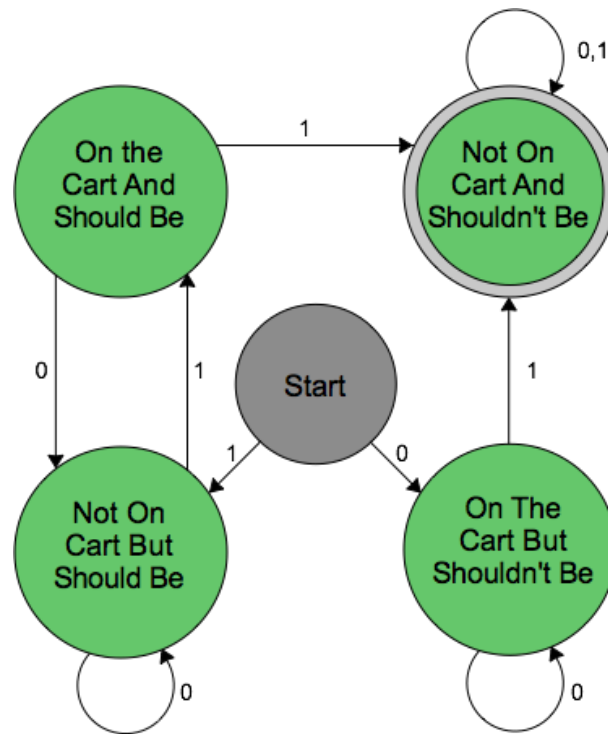 0,1
On the
Cart And
Should Be
1
Not On
Cart And
Shouldn't Be
0
1
Start
1
1
0
Not On
Cart But
Should Be
On The
Cart But
Shouldn't Be
0
0